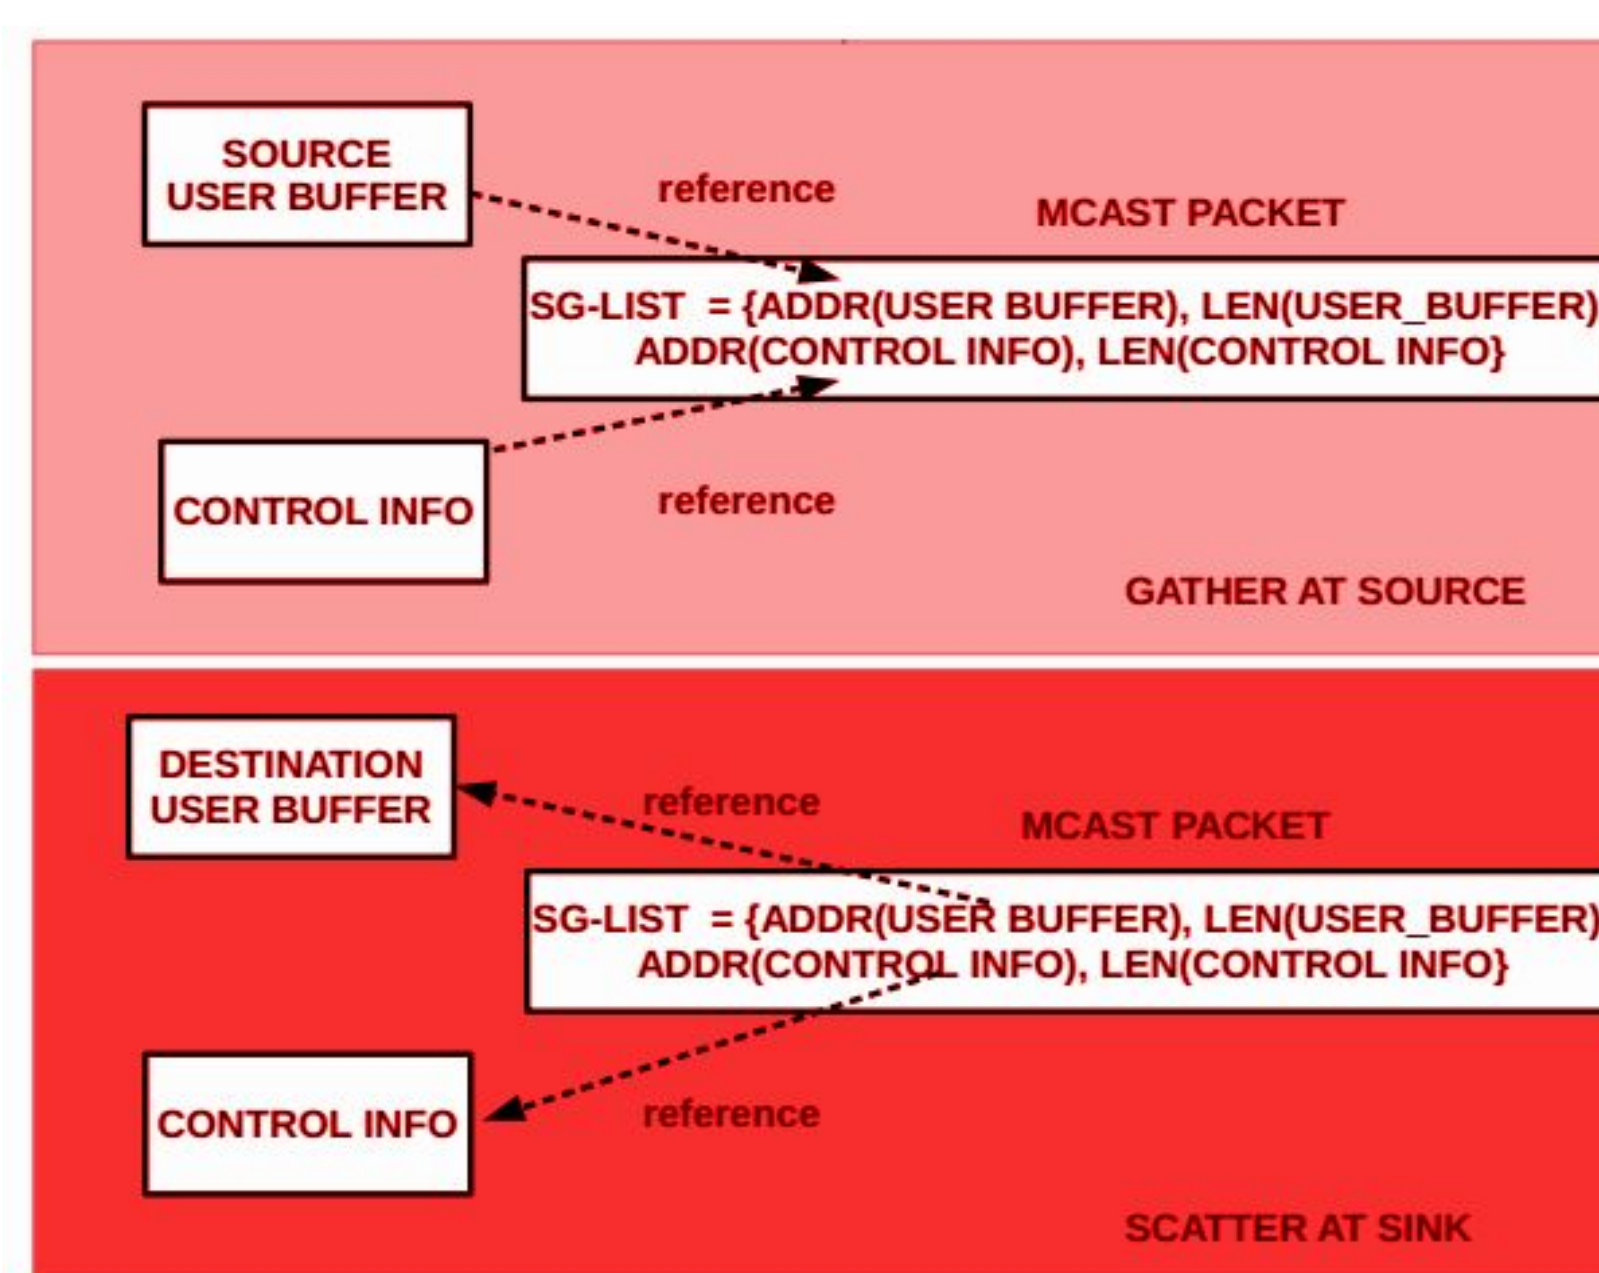 SOURCE
USER BUFFER
reference
MCAST PACKET
SG-LIST = {ADDR(USER BUFFER), LEN(USER_BUFFER)
ADDR(CONTROL INFO), LEN(CONTROL INFO}
CONTROL INFO
reference
GATHER AT SOURCE
DESTINATION
USER BUFFER
reference
MCAST PACKET
SG-LIST = {ADDR(USER BUFFER), LEN(USER_BUFFER)
ADDR(CONTROL INFO), LEN(CONTROL INFO}
CONTROL INFO
reference
SCATTER AT SINK